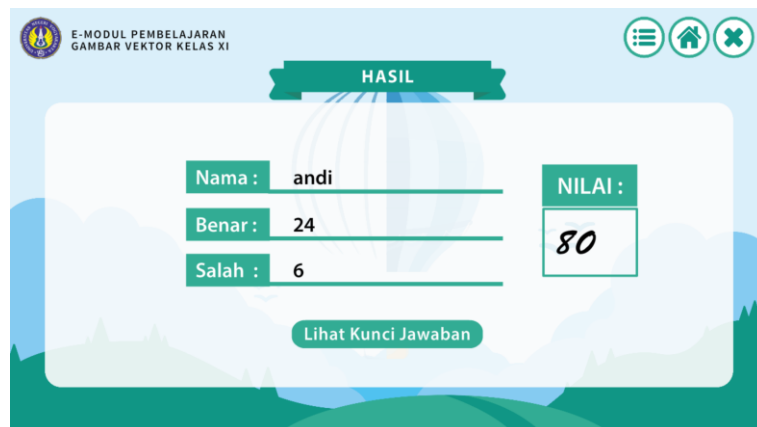 E-MODUL PEMBELAJARAN
GAMBAR VEKTOR KELAS XI
HASIL
Nama : andi
Benar : 24
Salah : 6
NILAI :
80
Lihat Kunci Jawaban